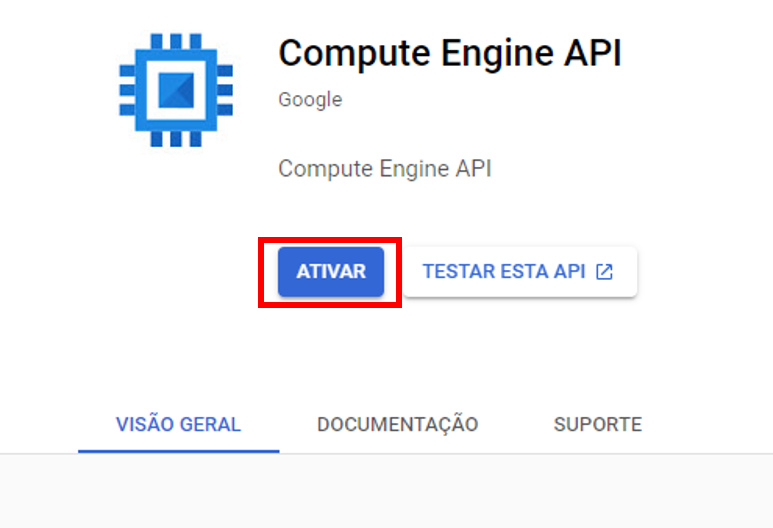 Compute Engine API
Google
Compute Engine API
ATIVAR
TESTAR ESTA API
VISÃO GERAL
DOCUMENTAÇÃO
SUPORTE